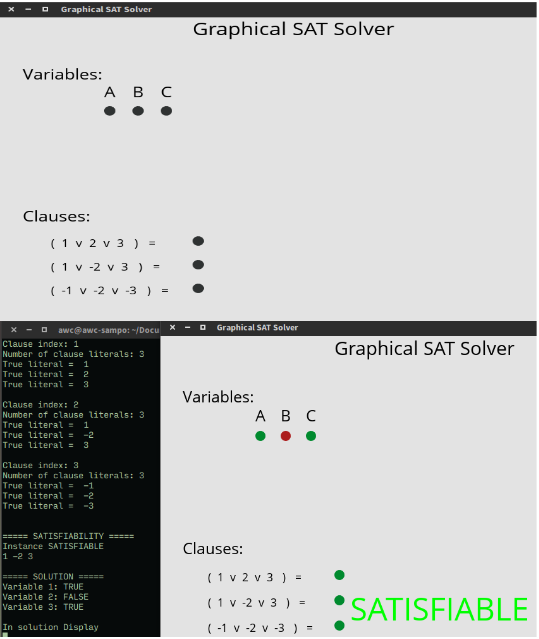 Graphical SAT Solver
Graphical SAT Solver
Variables:
A B C
Clauses:
( 1 v 2 v 3 ) =
( 1 v -2 v 3 ) =
( -1 v -2 v -3 ) =
awc@awc-sampo: ~/Docu
Clause index: 1
Number of clause literals: 3
True literal = 1
True literal = 2
True literal = 3
Clause index: 2
Number of clause literals: 3
True literal = 1
True literal = -2
True literal = 3
Clause index: 3
Number of clause literals: 3
True literal = -1
True literal = -2
True literal = -3
===== SATISFIABILITY =====
Instance SATISFIABLE
1 -2 3
===== SOLUTION =====
Variable 1: TRUE
Variable 2: FALSE
Variable 3: TRUE
In solution Display
Graphical SAT Solver
Graphical SAT Solver
Variables:
A B C
Clauses:
( 1 v 2 v 3 ) =
( 1 v -2 v 3 ) =
( -1 v -2 v -3 ) =
SATISFIABLE